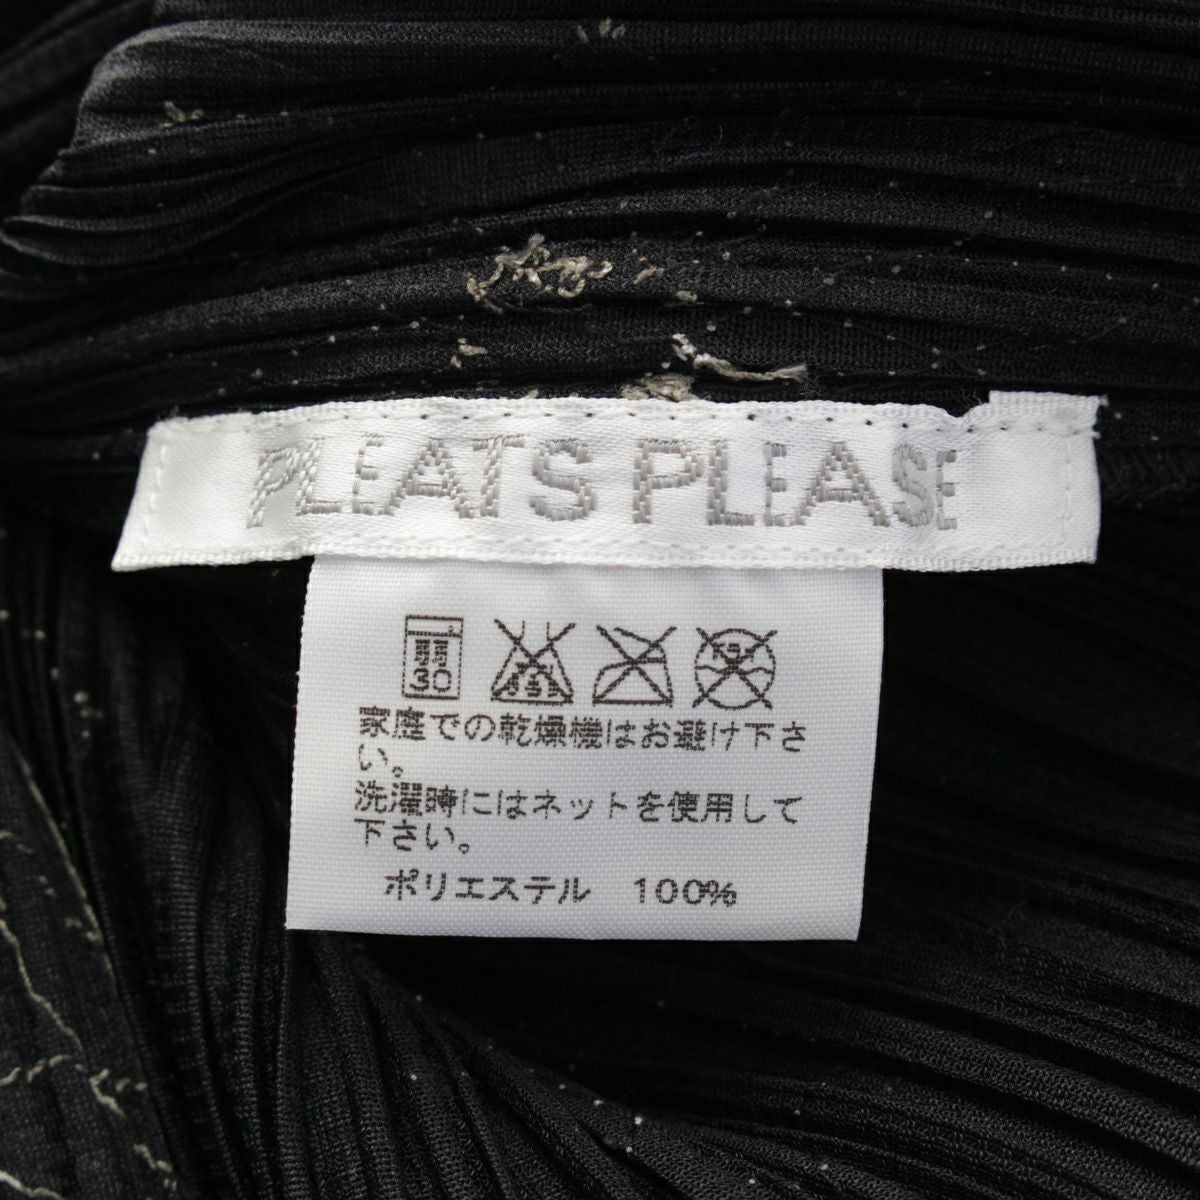 PLEATS PLEASE
30
家庭での乾燥機はお避け下さ
い。
洗濯時にはネットを使用して
下さい。
ポリエステル 100%